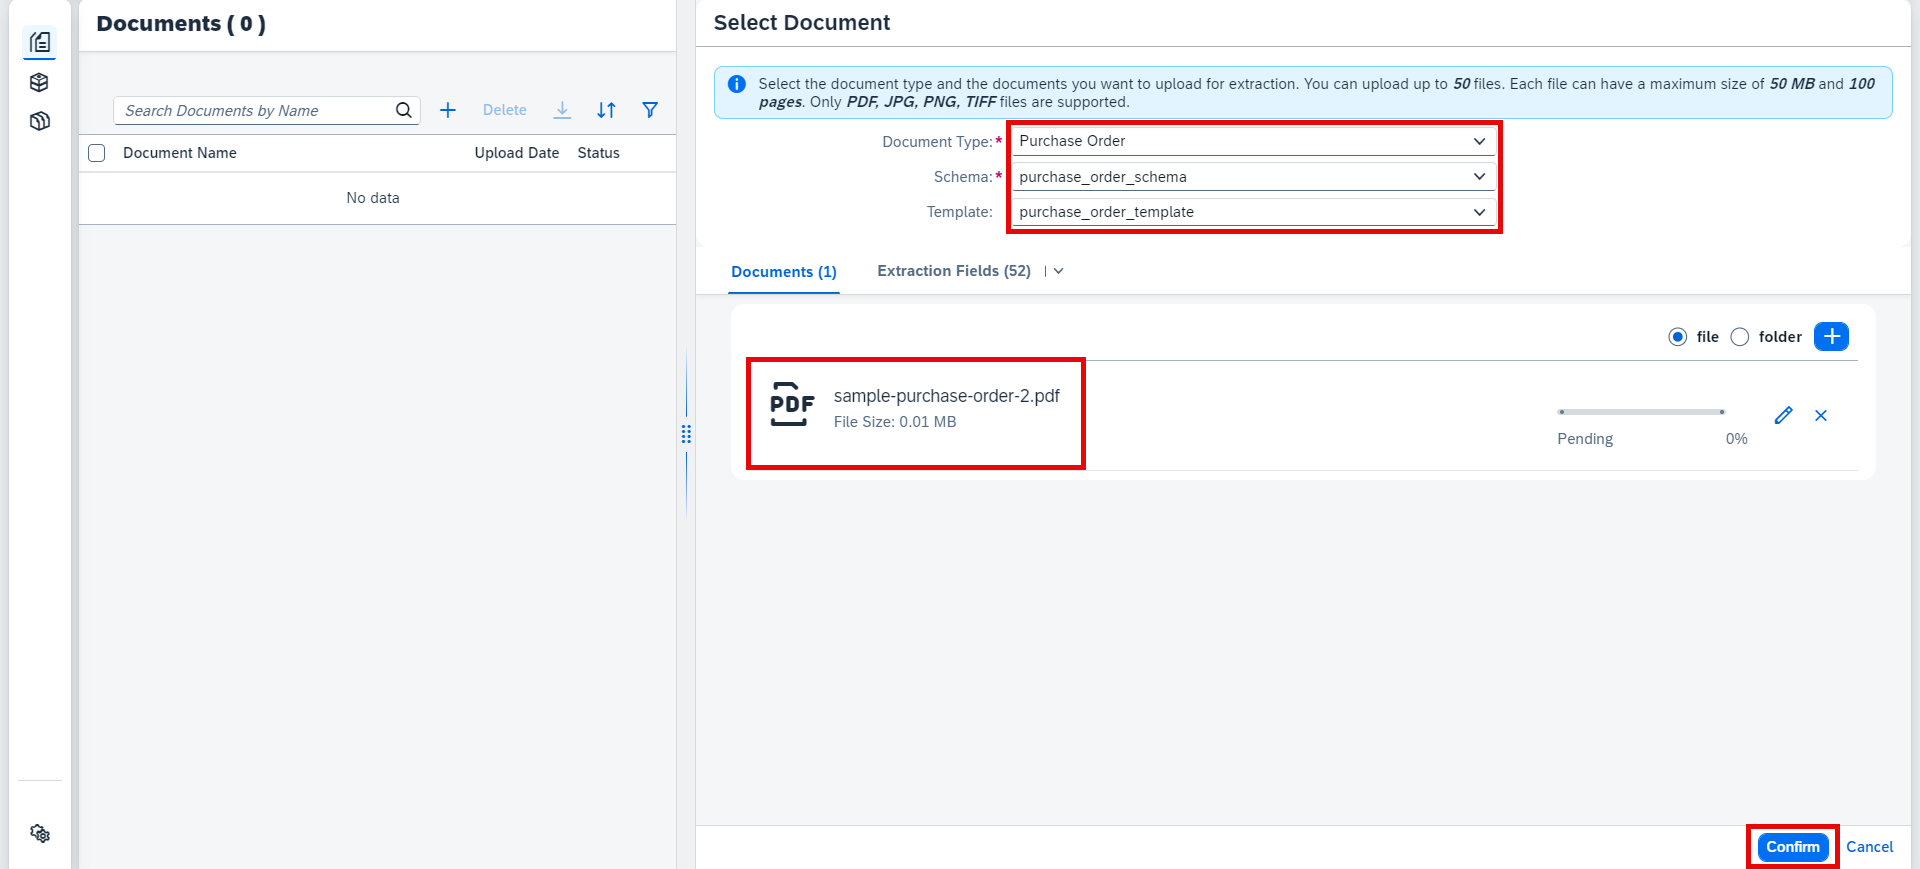 Documents ( 0 )
Search Documents by Name
Delete
Document Name
Upload Date
Status
No data
Select Document
Select the document type and the documents you want to upload for extraction. You can upload up to 50 files. Each file can have a maximum size of 50 MB and 100
pages. Only PDF, JPG, PNG, TIFF files are supported.
Document Type:*
Purchase Order
Schema:*
purchase_order_schema
Template:
purchase_order_template
Documents (1)
Extraction Fields (52)
file
folder
PDF
sample-purchase-order-2.pdf
File Size: 0.01 MB
Pending
0%
Confirm
Cancel